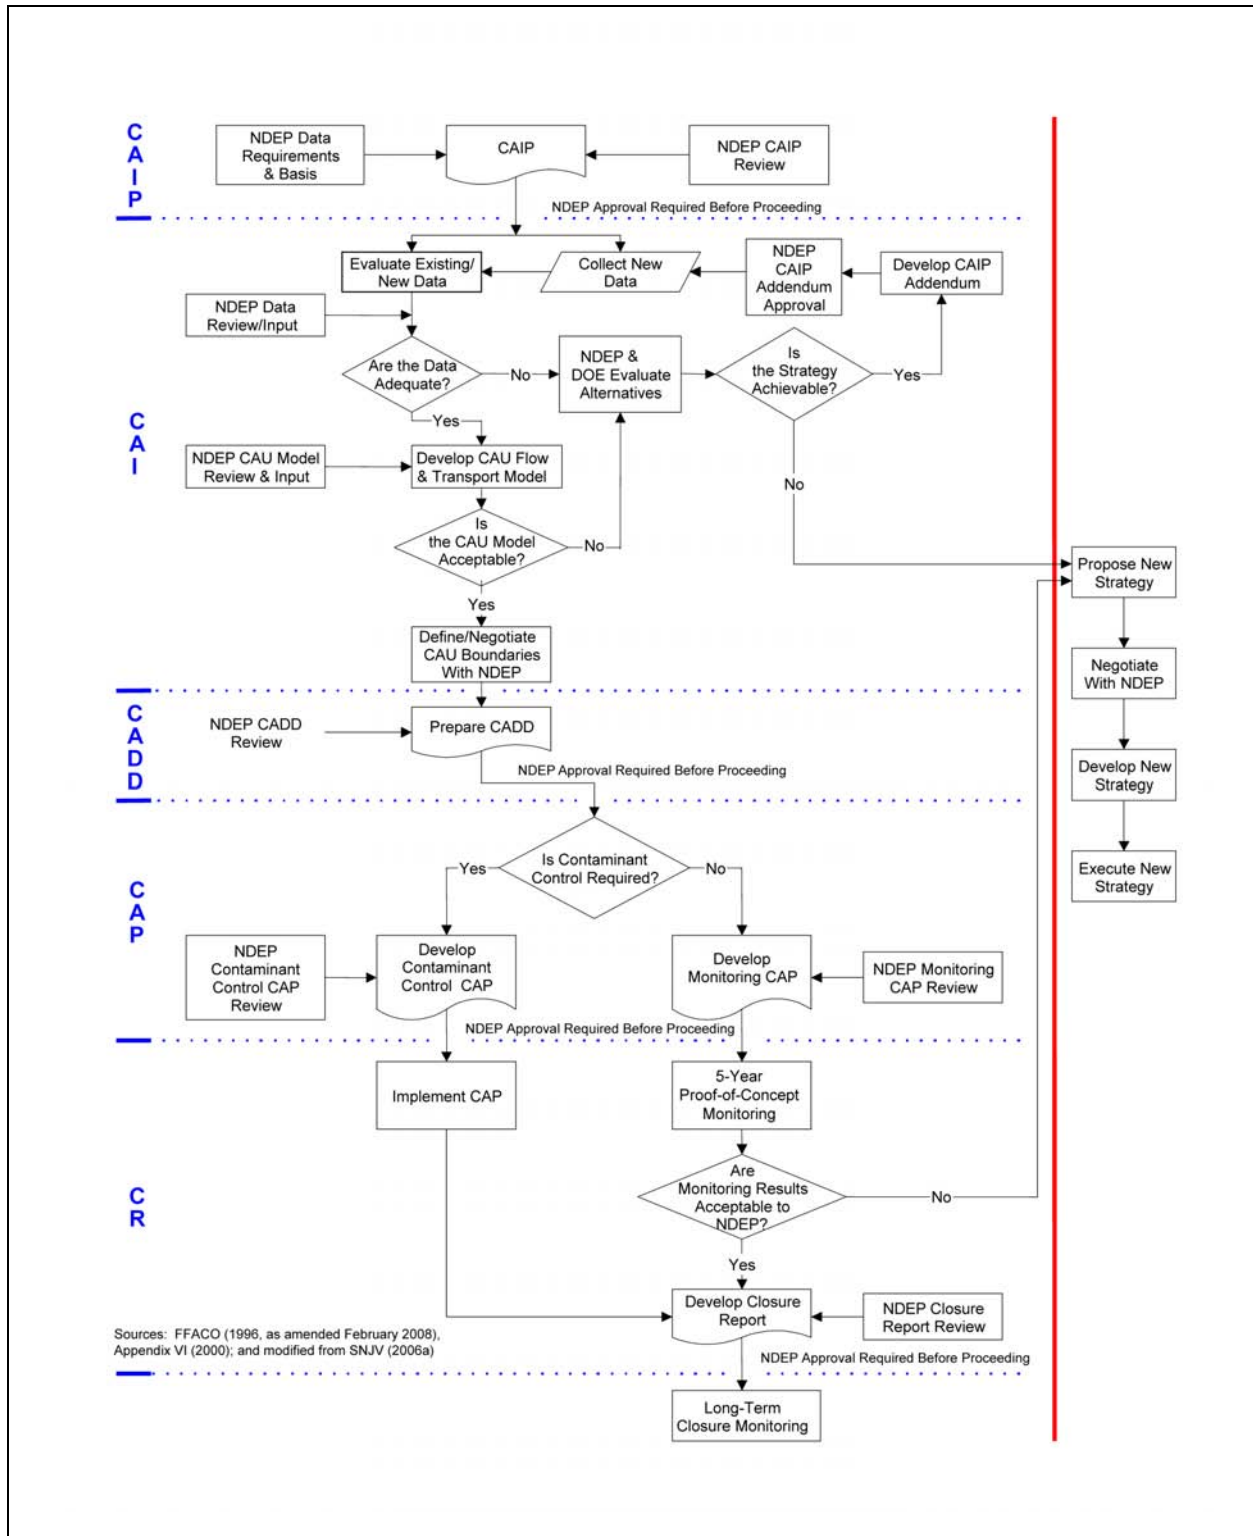 C
A
I
P
NDEP Data
Requirements
& Basis
CAIP
NDEP CAIP
Review
NDEP Approval Required Before Proceeding
Evaluate Existing/
New Data
Collect New
Data
NDEP
CAIP
Addendum
Approval
Develop CAIP
Addendum
NDEP Data
Review/Input
Are the Data
Adequate?
No
NDEP &
DOE Evaluate
Alternatives
Is
the Strategy
Achievable?
Yes
Yes
C
A
I
NDEP CAU Model
Review & Input
Develop CAU Flow
& Transport Model
No
Is
the CAU Model
Acceptable?
No
Yes
Define/Negotiate
CAU Boundaries
With NDEP
Propose New
Strategy
Negotiate
With NDEP
Develop New
Strategy
Execute New
Strategy
C
A
D
D
NDEP CADD
Review
Prepare CADD
NDEP Approval Required Before Proceeding
Is Contaminant
Control Required?
Yes
No
C
A
P
NDEP
Contaminant
Control CAP
Review
Develop
Contaminant
Control CAP
Develop
Monitoring CAP
NDEP Monitoring
CAP Review
NDEP Approval Required Before Proceeding
Implement CAP
5-Year
Proof-of-Concept
Monitoring
C
R
Are
Monitoring Results
Acceptable to
NDEP?
No
Yes
Develop Closure
Report
NDEP Closure
Report Review
Sources: FFACO (1996, as amended February 2008),
Appendix VI (2000); and modified from SNJV (2006a)
NDEP Approval Required Before Proceeding
Long-Term
Closure Monitoring